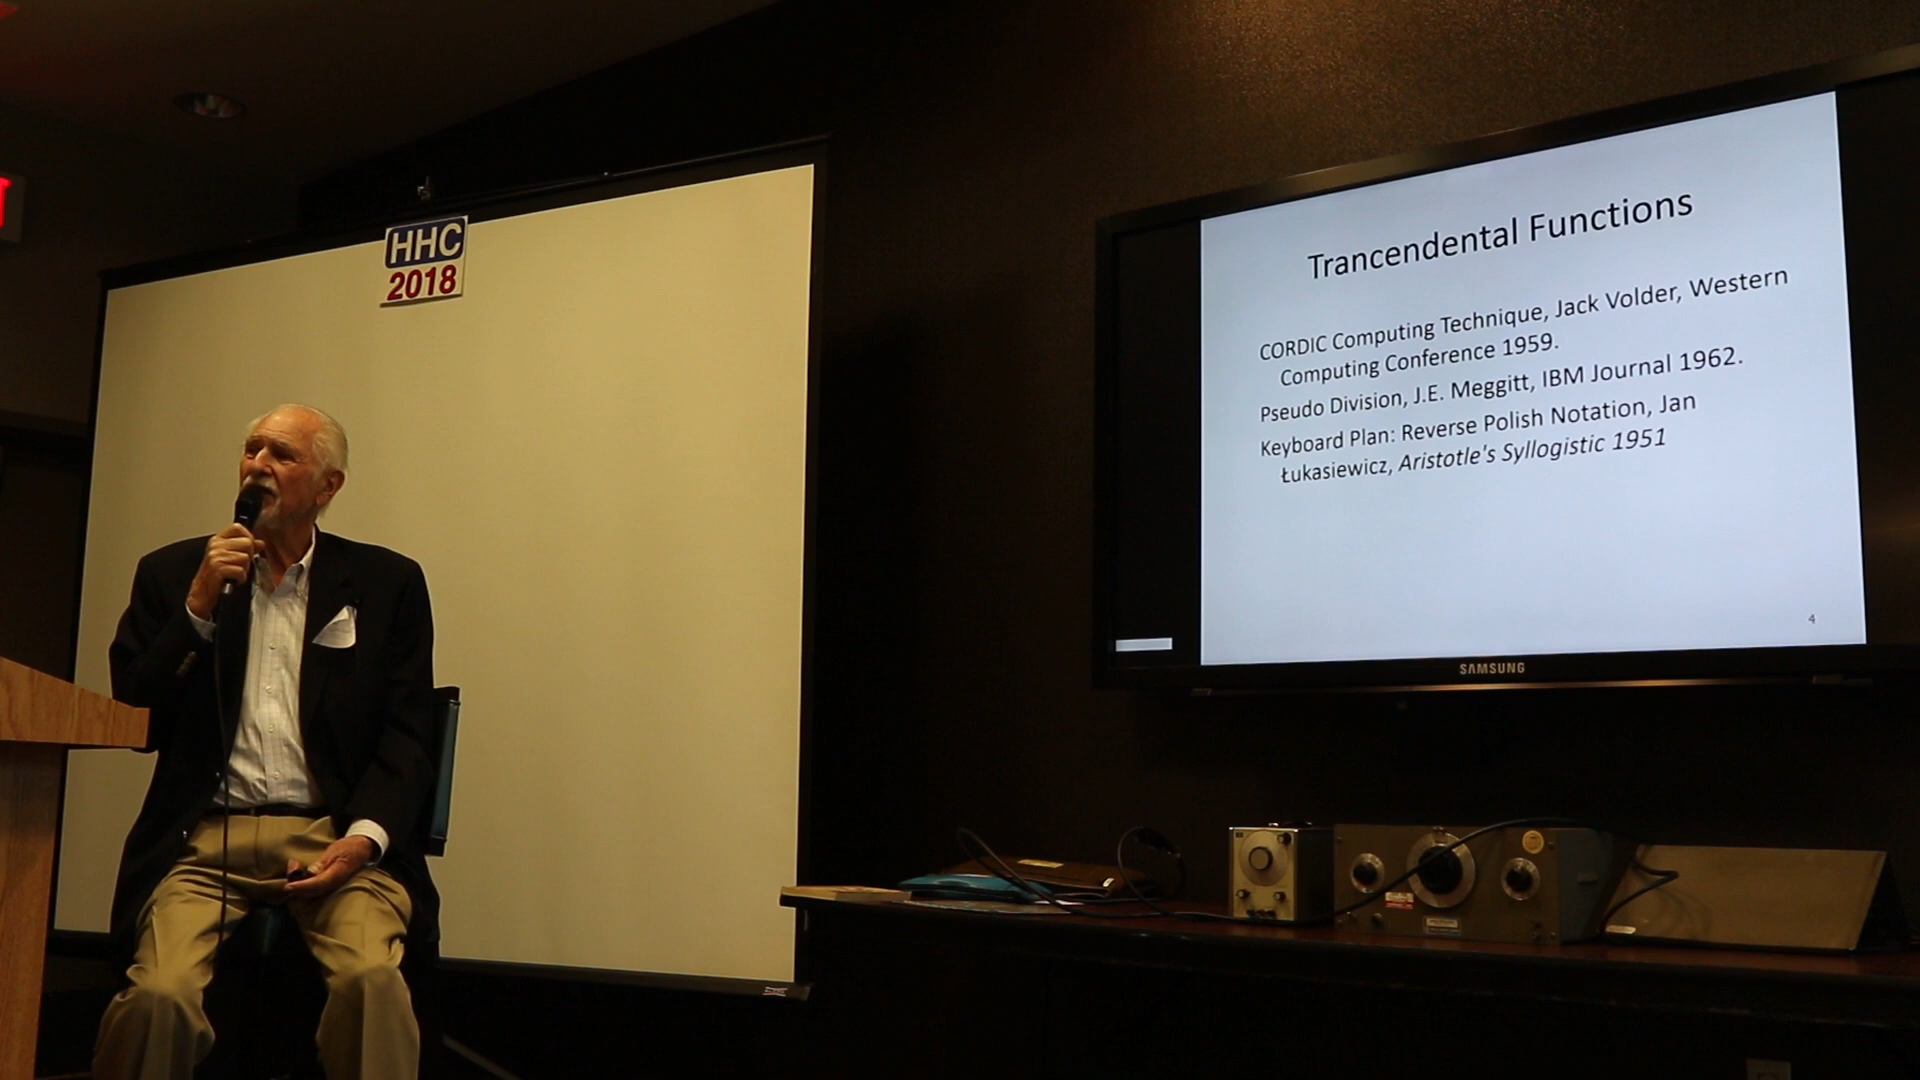 HHC
2018
Trancendental Functions
CORDIC Computing Technique, Jack Volder, Western
Computing Conference 1959.
Pseudo Division, J.E. Meggitt, IBM Journal 1962.
Keyboard Plan: Reverse Polish Notation, Jan
Łukasiewicz, Aristotle's Syllogistic 1951
4
SAMSUNG